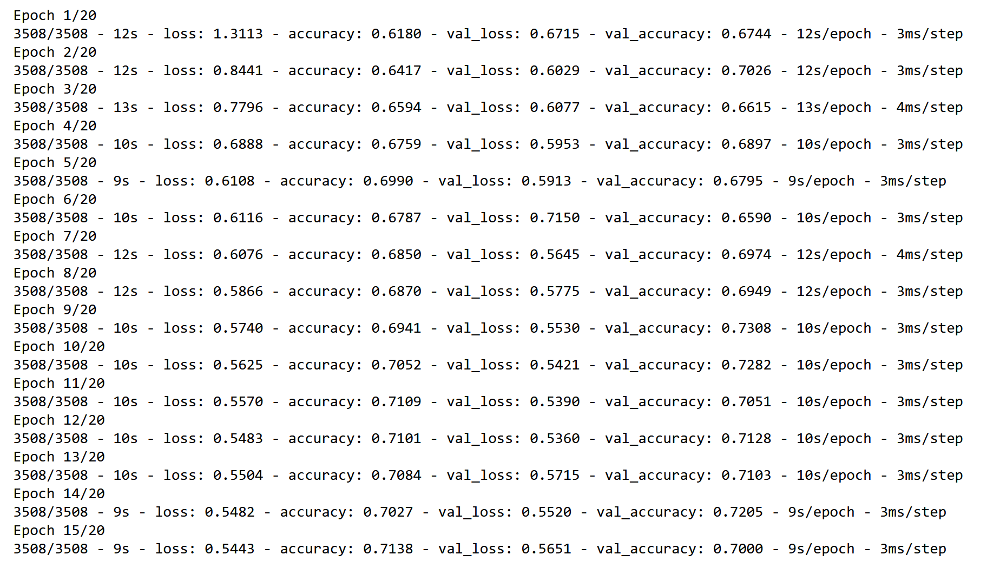 Epoch 1/20
3508/3508 - 12s - loss: 1.3113 - accuracy: 0.6180 - val_loss: 0.6715 - val_accuracy: 0.6744 - 12s/epoch - 3ms/step
Epoch 2/20
3508/3508 - 12s - loss: 0.8441 - accuracy: 0.6417 - val_loss: 0.6029 - val_accuracy: 0.7026 - 12s/epoch - 3ms/step
Epoch 3/20
3508/3508 - 13s - loss: 0.7796 - accuracy: 0.6594 - val_loss: 0.6077 - val_accuracy: 0.6615 - 13s/epoch - 4ms/step
Epoch 4/20
3508/3508 - 10s - loss: 0.6888 - accuracy: 0.6759 - val_loss: 0.5953 - val_accuracy: 0.6897 - 10s/epoch - 3ms/step
Epoch 5/20
3508/3508 - 9s - loss: 0.6108 - accuracy: 0.6990 - val_loss: 0.5913 - val_accuracy: 0.6795 - 9s/epoch - 3ms/step
Epoch 6/20
3508/3508 - 10s - loss: 0.6116 - accuracy: 0.6787 - val_loss: 0.7150 - val_accuracy: 0.6590 - 10s/epoch - 3ms/step
Epoch 7/20
3508/3508 - 12s - loss: 0.6076 - accuracy: 0.6850 - val_loss: 0.5645 - val_accuracy: 0.6974 - 12s/epoch - 4ms/step
Epoch 8/20
3508/3508 - 12s - loss: 0.5866 - accuracy: 0.6870 - val_loss: 0.5775 - val_accuracy: 0.6949 - 12s/epoch - 3ms/step
Epoch 9/20
3508/3508 - 10s - loss: 0.5740 - accuracy: 0.6941 - val_loss: 0.5530 - val_accuracy: 0.7308 - 10s/epoch - 3ms/step
Epoch 10/20
3508/3508 - 10s - loss: 0.5625 - accuracy: 0.7052 - val_loss: 0.5421 - val_accuracy: 0.7282 - 10s/epoch - 3ms/step
Epoch 11/20
3508/3508 - 10s - loss: 0.5570 - accuracy: 0.7109 - val_loss: 0.5390 - val_accuracy: 0.7051 - 10s/epoch - 3ms/step
Epoch 12/20
3508/3508 - 10s - loss: 0.5483 - accuracy: 0.7101 - val_loss: 0.5360 - val_accuracy: 0.7128 - 10s/epoch - 3ms/step
Epoch 13/20
3508/3508 - 10s - loss: 0.5504 - accuracy: 0.7084 - val_loss: 0.5715 - val_accuracy: 0.7103 - 10s/epoch - 3ms/step
Epoch 14/20
3508/3508 - 9s - loss: 0.5482 - accuracy: 0.7027 - val_loss: 0.5520 - val_accuracy: 0.7205 - 9s/epoch - 3ms/step
Epoch 15/20
3508/3508 - 9s - loss: 0.5443 - accuracy: 0.7138 - val_loss: 0.5651 - val_accuracy: 0.7000 - 9s/epoch - 3ms/step